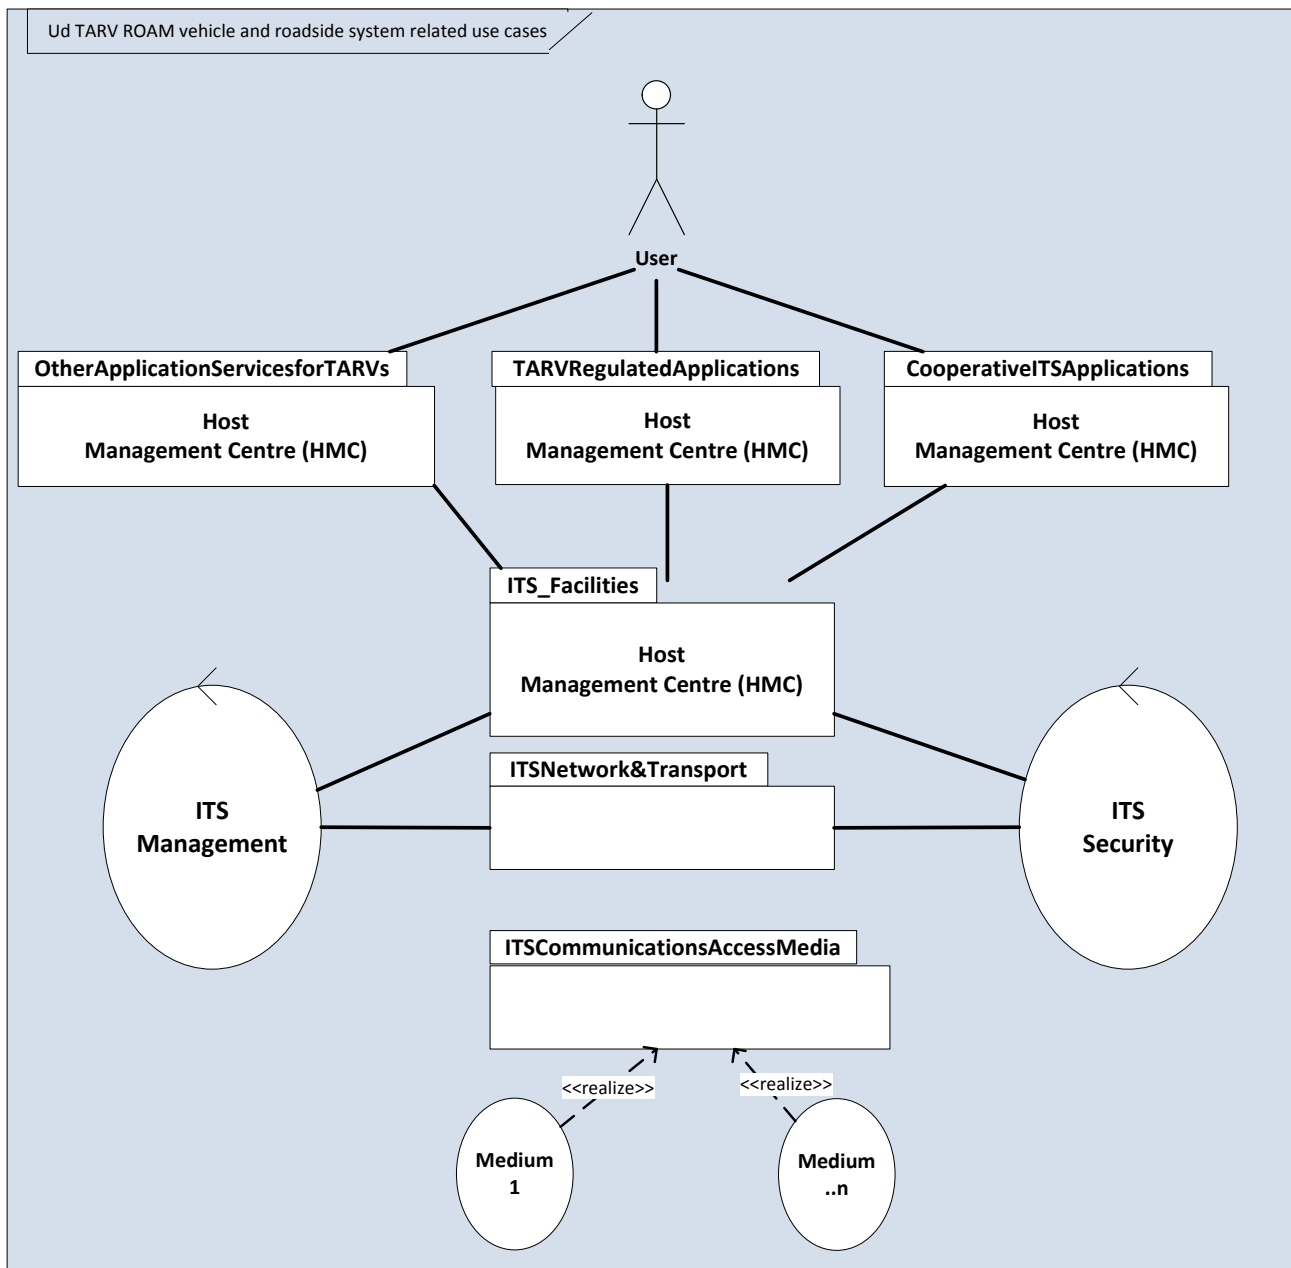 Ud TARV ROAM vehicle and roadside system related use cases
User
OtherApplicationServicesforTARVs
Host
Management Centre (HMC)
TARVRegulatedApplications
Host
Management Centre (HMC)
CooperativeITSApplications
Host
Management Centre (HMC)
ITS_Facilities
Host
Management Centre (HMC)
ITS
Management
ITSNetwork&Transport
ITS
Security
ITSCommunicationsAccessMedia
<<realize>>
<<realize>>
Medium
1
Medium
..n